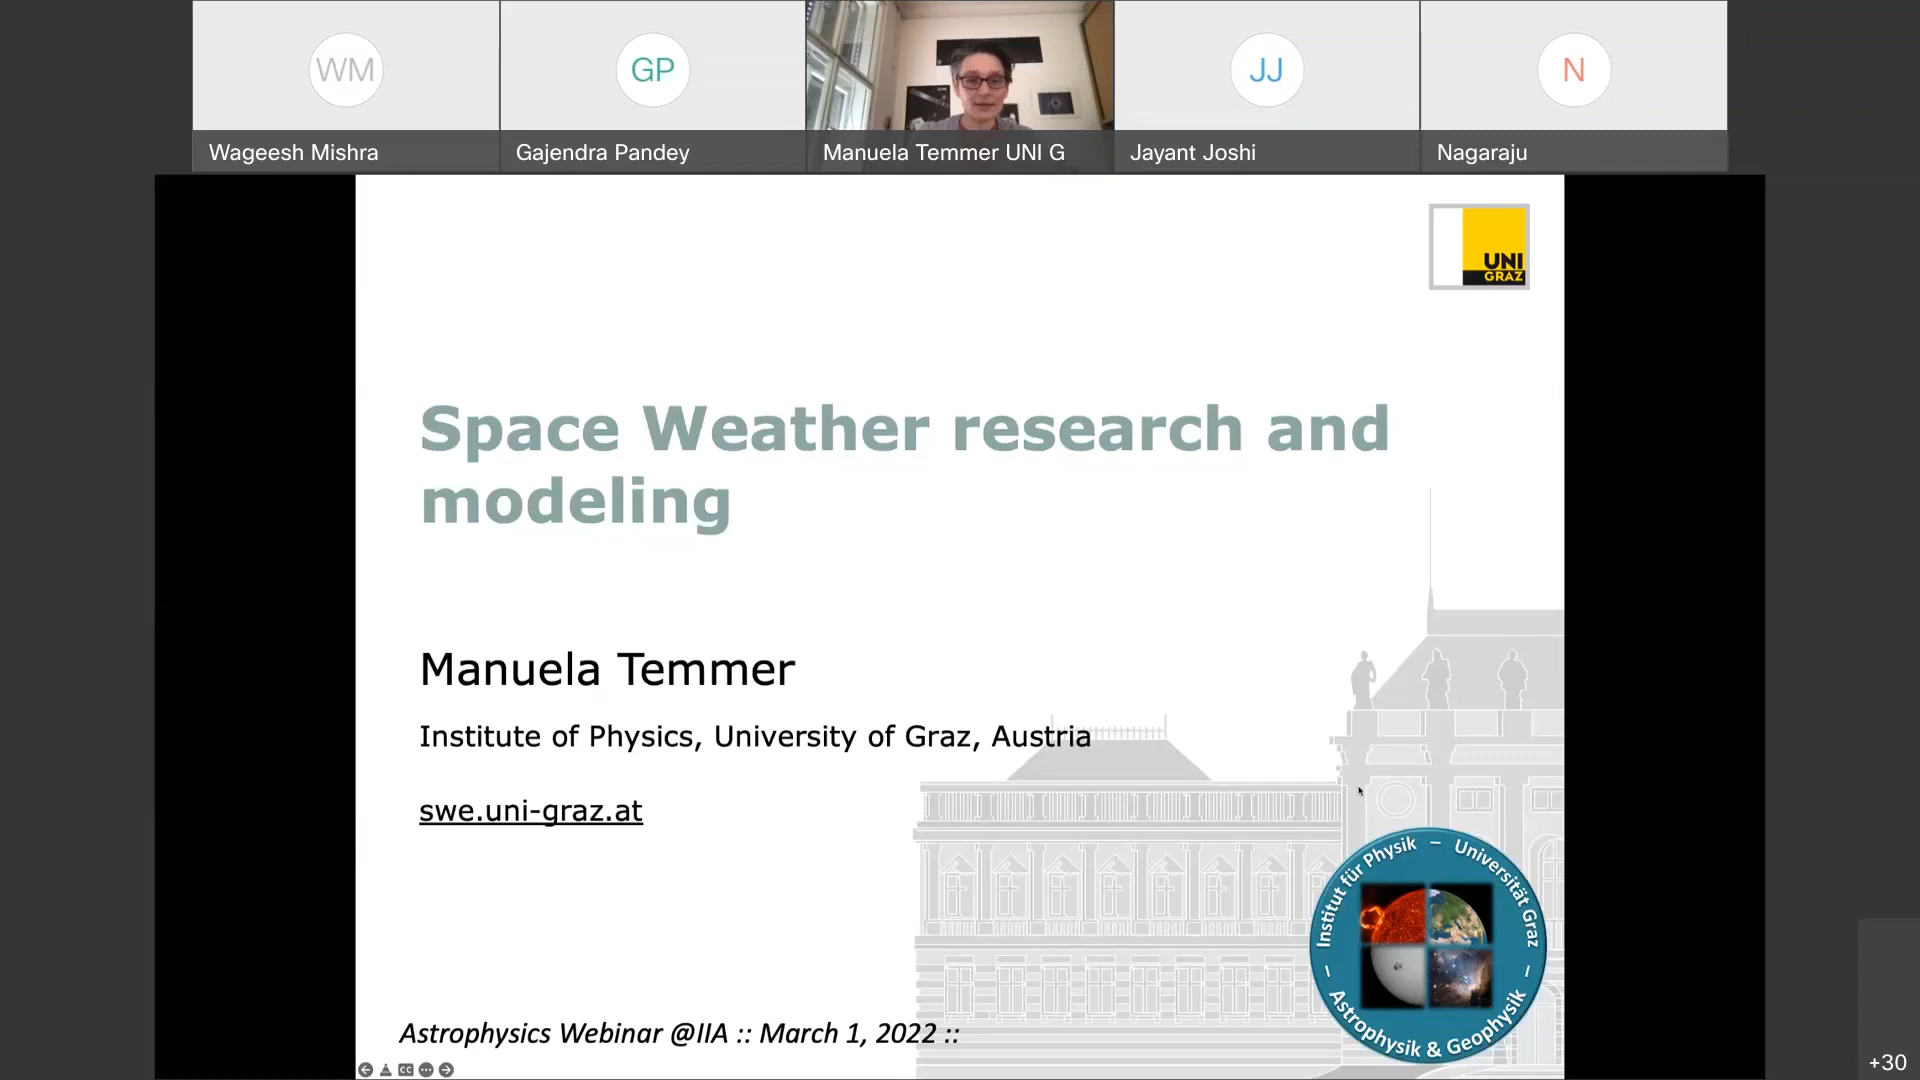 WM
GP
JJ
N
Wageesh Mishra
Gajendra Pandey
Manuela Temmer UNI G
Jayant Joshi
Nagaraju
UNI
GRAZ
Space Weather research and
modeling
Manuela Temmer
Institute of Physics, University of Graz, Austria
swe.uni-graz.at
Institut für Physik – Universität Graz –
Astrophysik & Geophysik –
Astrophysics Webinar @IIA :: March 1, 2022 ::
CC
+30